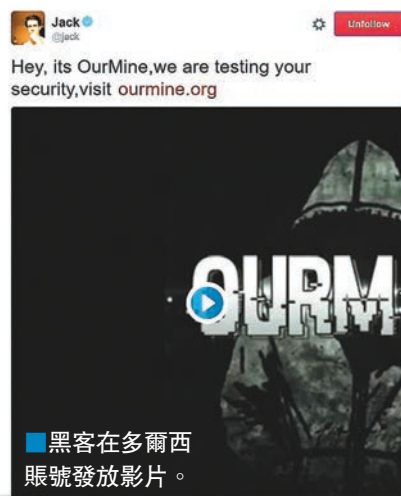 Jack
@jack
Unfollow
Hey, its OurMine,we are testing your
security,visit ourmine.org
OURM
■黑客在多爾西
賬號發放影片。